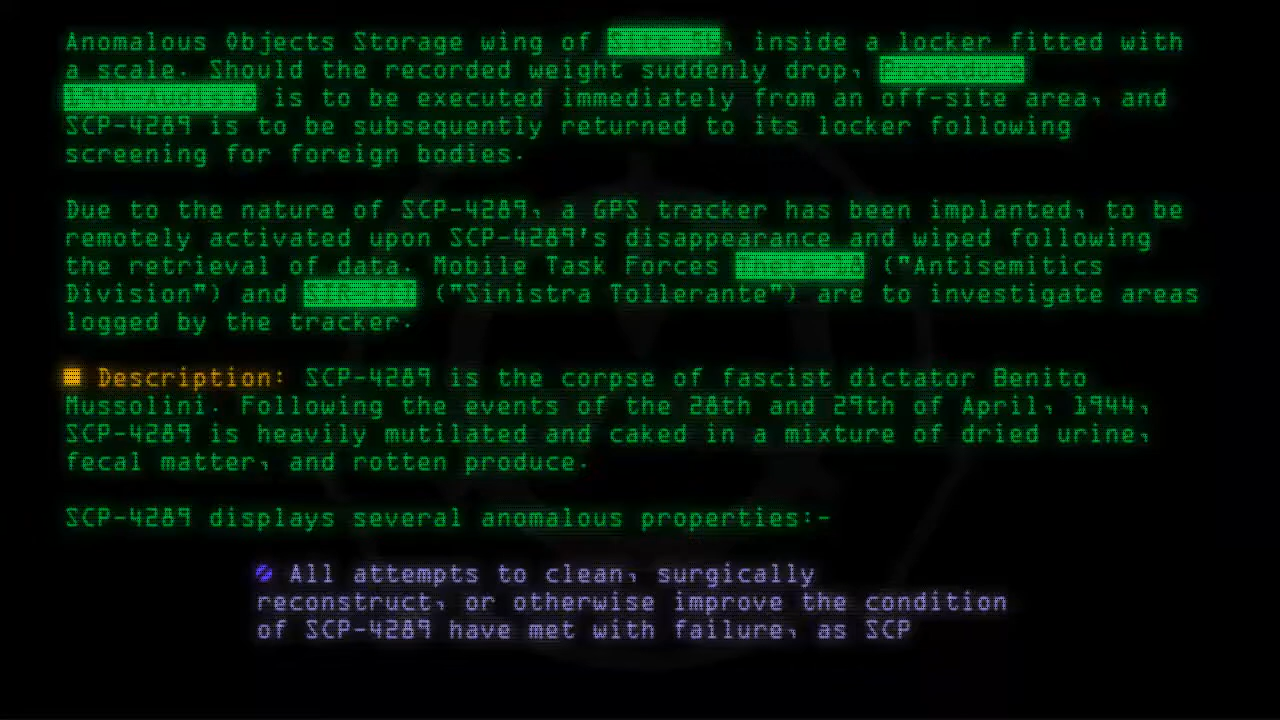 Anomalous Objects Storage wing of inside a locker fitted with
a scale. Should the recorded weight suddenly drop, Procedure
1944-Audisio is to be executed immediately from an off-site area, and
SCP-4289 is to be subsequently returned to its locker following
screening for foreign bodies.
Due to the nature of SCP-4289, a GPS tracker has been implanted, to be
remotely activated upon SCP-4289's disappearance and wiped following
the retrieval of data. Mobile Task Forces ("Antisemitics
Division") and ("Sinistra Tollerante") are to investigate areas
logged by the tracker.
Description: SCP-4289 is the corpse of fascist dictator Benito
Mussolini. Following the events of the 28th and 29th of April, 1944,
SCP-4289 is heavily mutilated and caked in a mixture of dried urine,
fecal matter, and rotten produce.
SCP-4289 displays several anomalous properties:-
All attempts to clean, surgically
reconstruct, or otherwise improve the condition
of SCP-4289 have met with failure, as SCP